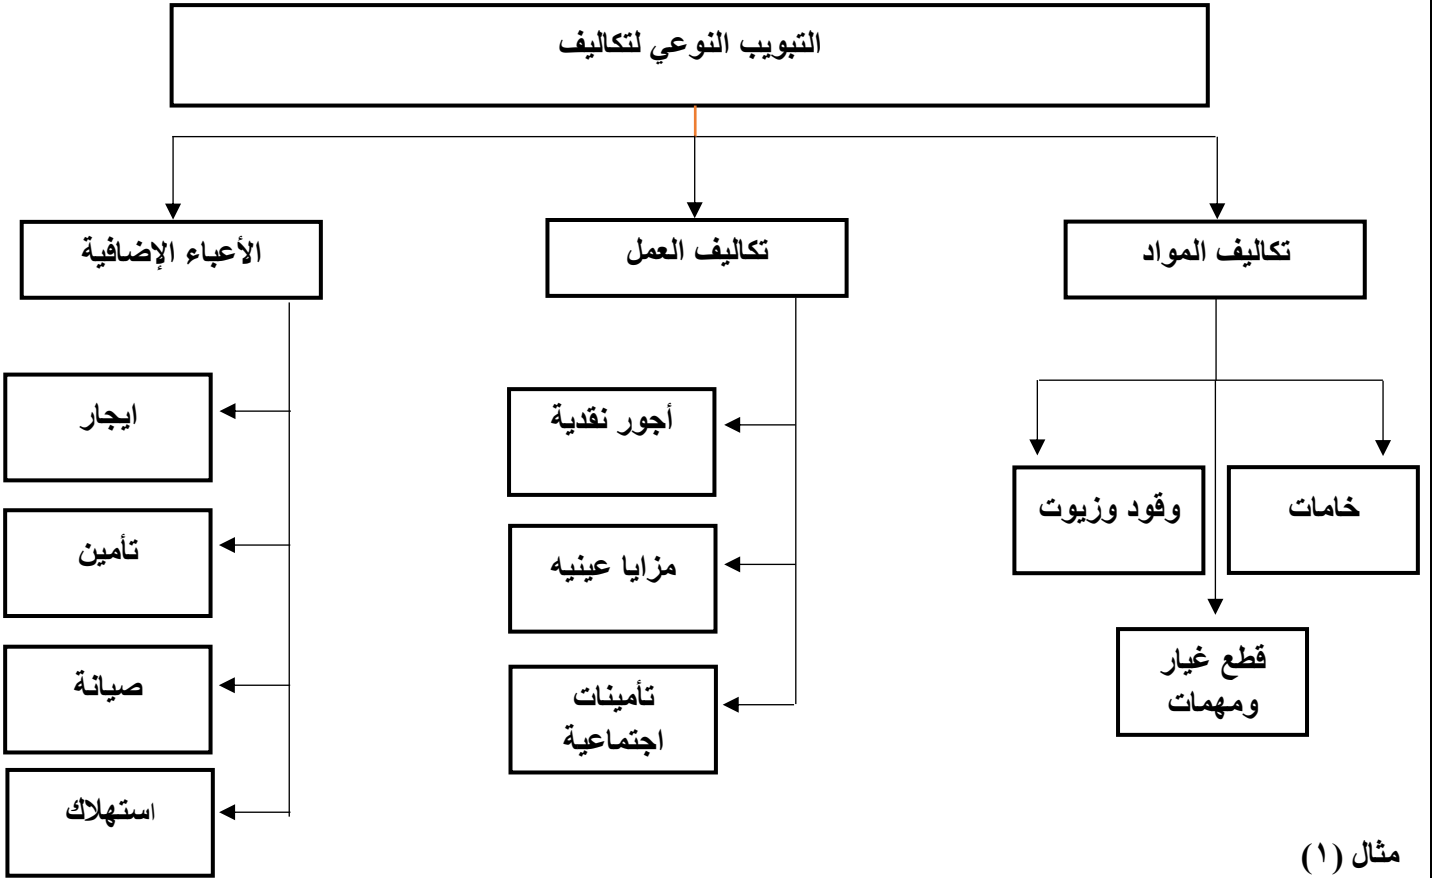 التبويب النوعي لتكاليف
تكاليف المواد
تكاليف العمل
الأعباء الإضافية
خامات
وقود وزيوت
قطع غيار
ومهمات
أجور نقدية
مزايا عينيه
تأمينات
اجتماعية
ايجار
تأمين
صيانة
استهلاك
مثال (١)